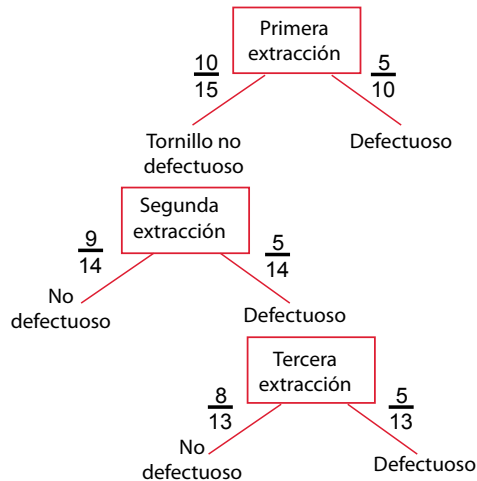 Primera
extracción
10
15
5
10
Tornillo no
defectuoso
Defectuoso
Segunda
extracción
9
14
5
14
No
defectuoso
Defectuoso
Tercera
extracción
8
13
5
13
No
defectuoso
Defectuoso